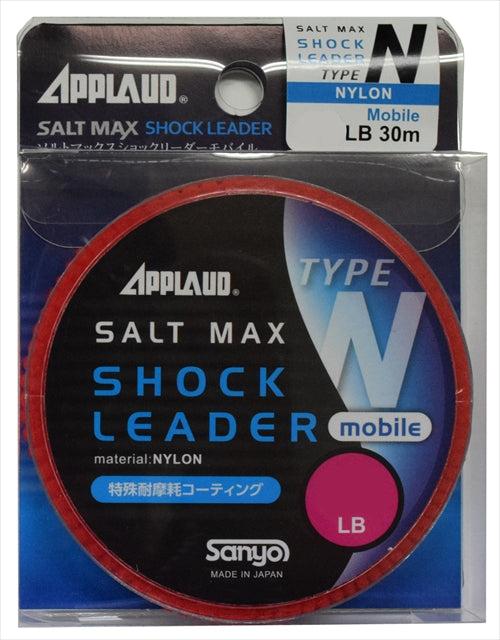 SALT MAX
SHOCK
LEADER
TYPE N
NYLON
Mobile
LB 30m
APPLAUD®
SALT MAX SHOCK LEADER
ソルトマックスショックリーダーモバイル
TYPE
N
APPLAUD®
SALT MAX
SHOCK
LEADER
mobile
material:NYLON
特殊耐摩耗コーティング
LB
Sanyo
MADE IN JAPAN